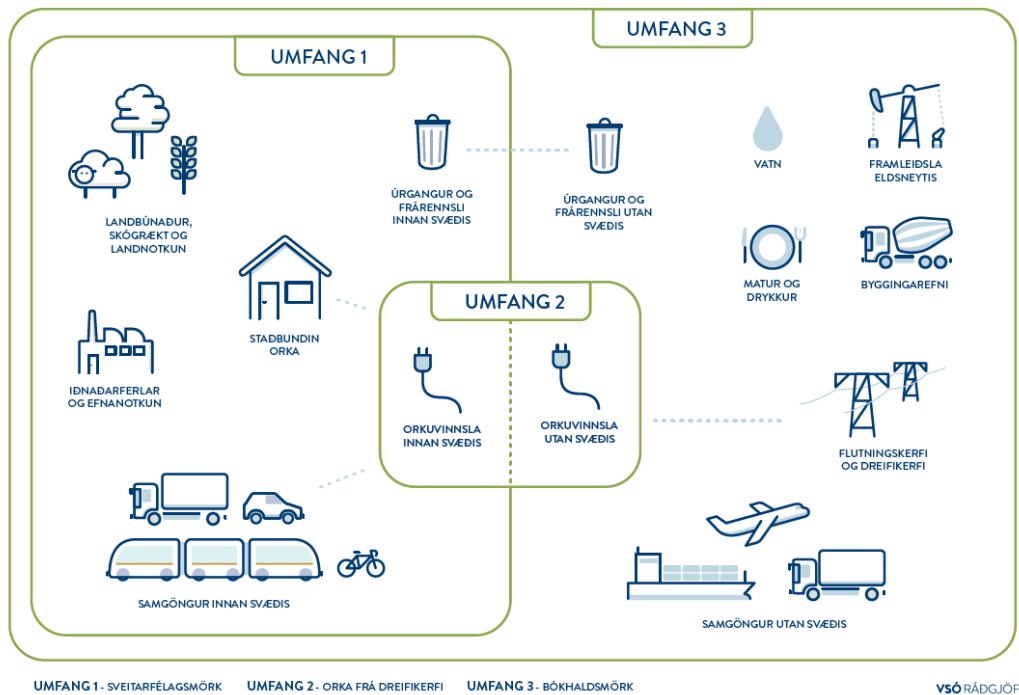 UMFANG 3
UMFANG 1
VATN
FRAMLEIÐSLA
ELDSNEYTIS
ÚRGANGUR OG
FRÁRENNSLI
INNAN SVÆÐIS
ÚRGANGUR OG
FRÁRENNSLI UTAN
SVÆÐIS
LANDBÚNAÐUR,
SKÓGRÆKT OG
LANDNOTKUN
MATUR OG
DRYKKUR
BYGGINGAREFNI
UMFANG 2
STAÐBUNDIN
ORKA
IÐNAÐARFERLAR
OG EFNANOTKUN
ORKUVINNSLA
INNAN SVÆÐIS
ORKUVINNSLA
UTAN SVÆÐIS
FLUTNINGSKERFI
OG DREIFIKERFI
SAMGÖNGUR INNAN SVÆÐIS
SAMGÖNGUR UTAN SVÆÐIS
UMFANG 1 - SVEITARFÉLAGSMÖRK
UMFANG 2 - ORKA FRÁ DREIFIKERFI
UMFANG 3 - BÓKHALDSMÖRK
VSÓ RÁÐGJÖF